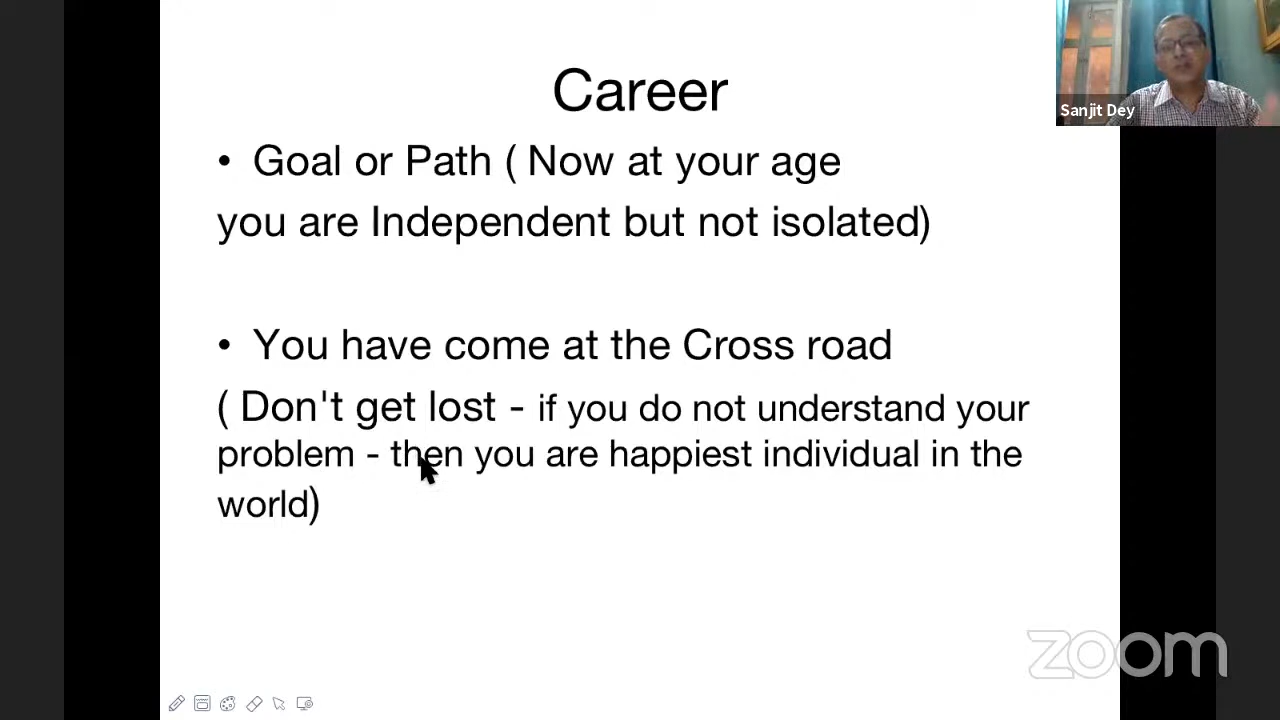 Career
Sanjit Dey
• Goal or Path ( Now at your age
you are Independent but not isolated)
• You have come at the Cross road
( Don't get lost - if you do not understand your
problem - then you are happiest individual in the
world)
zoom